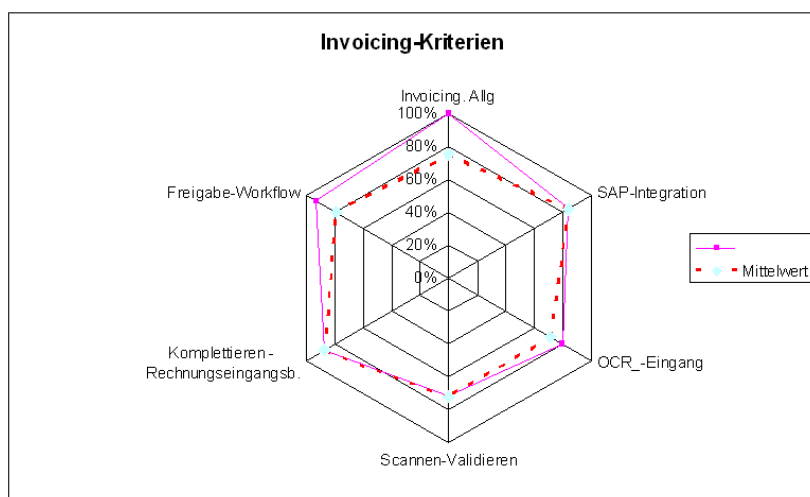 Invoicing-Kriterien
Invoicing. Allg
100%
80%
60%
40%
20%
0%
Freigabe-Workflow
SAP-Integration
Mittelwert
Komplettieren -
Rechnungseingangsb.
OCR_-Eingang
Scannen-Validieren